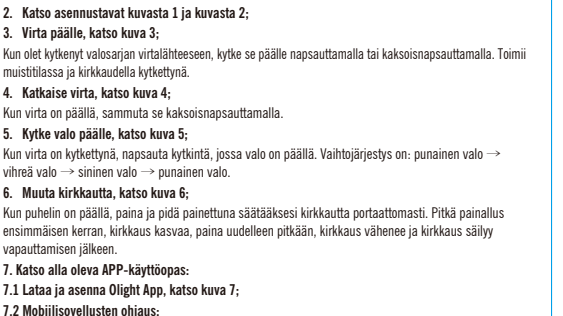 2. Katso asennustavat kuvasta 1 ja kuvasta 2;
3. Virta päälle, katso kuva 3;
Kun olet kytkenyt valosarjan virtalähteeseen, kytke se päälle napsauttamalla tai kaksoisnapsauttamalla. Toimii
muistitilassa ja kirkkaudella kytkettynä.
4. Katkaise virta, katso kuva 4;
Kun virta on päällä, sammuta se kaksoisnapsauttamalla.
5. Kytke valo päälle, katso kuva 5;
Kun virta on kytkettynä, napsauta kytkintä, jossa valo on päällä. Vaihtojärjestys on: punainen valo →
vihreä valo → sininen valo → punainen valo.
6. Muuta kirkkautta, katso kuva 6;
Kun puhelin on päällä, paina ja pidä painettuna säätääksesi kirkkautta portaattomasti. Pitkä painallus
ensimmäisen kerran, kirkkaus kasvaa, paina uudelleen pitkään, kirkkaus vähenee ja kirkkaus säilyy
vapauttamisen jälkeen.
7. Katso alla oleva APP-käyttöopas:
7.1 Lataa ja asenna Olight App, katso kuva 7;
7.2 Mobiilisovellusten ohjaus: